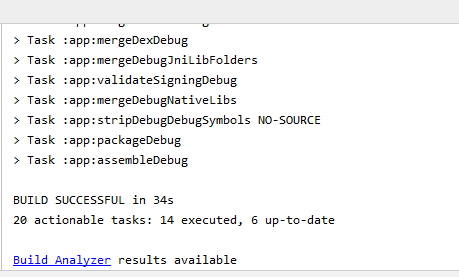 > Task :app:mergeDexDebug
> Task :app:mergeDebugJniLibFolders
> Task :app:validateSigningDebug
> Task :app:mergeDebugNativeLibs
> Task :app:stripDebugDebugSymbols NO-SOURCE
> Task :app:packageDebug
> Task :app:assembleDebug
BUILD SUCCESSFUL in 34s
20 actionable tasks: 14 executed, 6 up-to-date
Build Analyzer results available